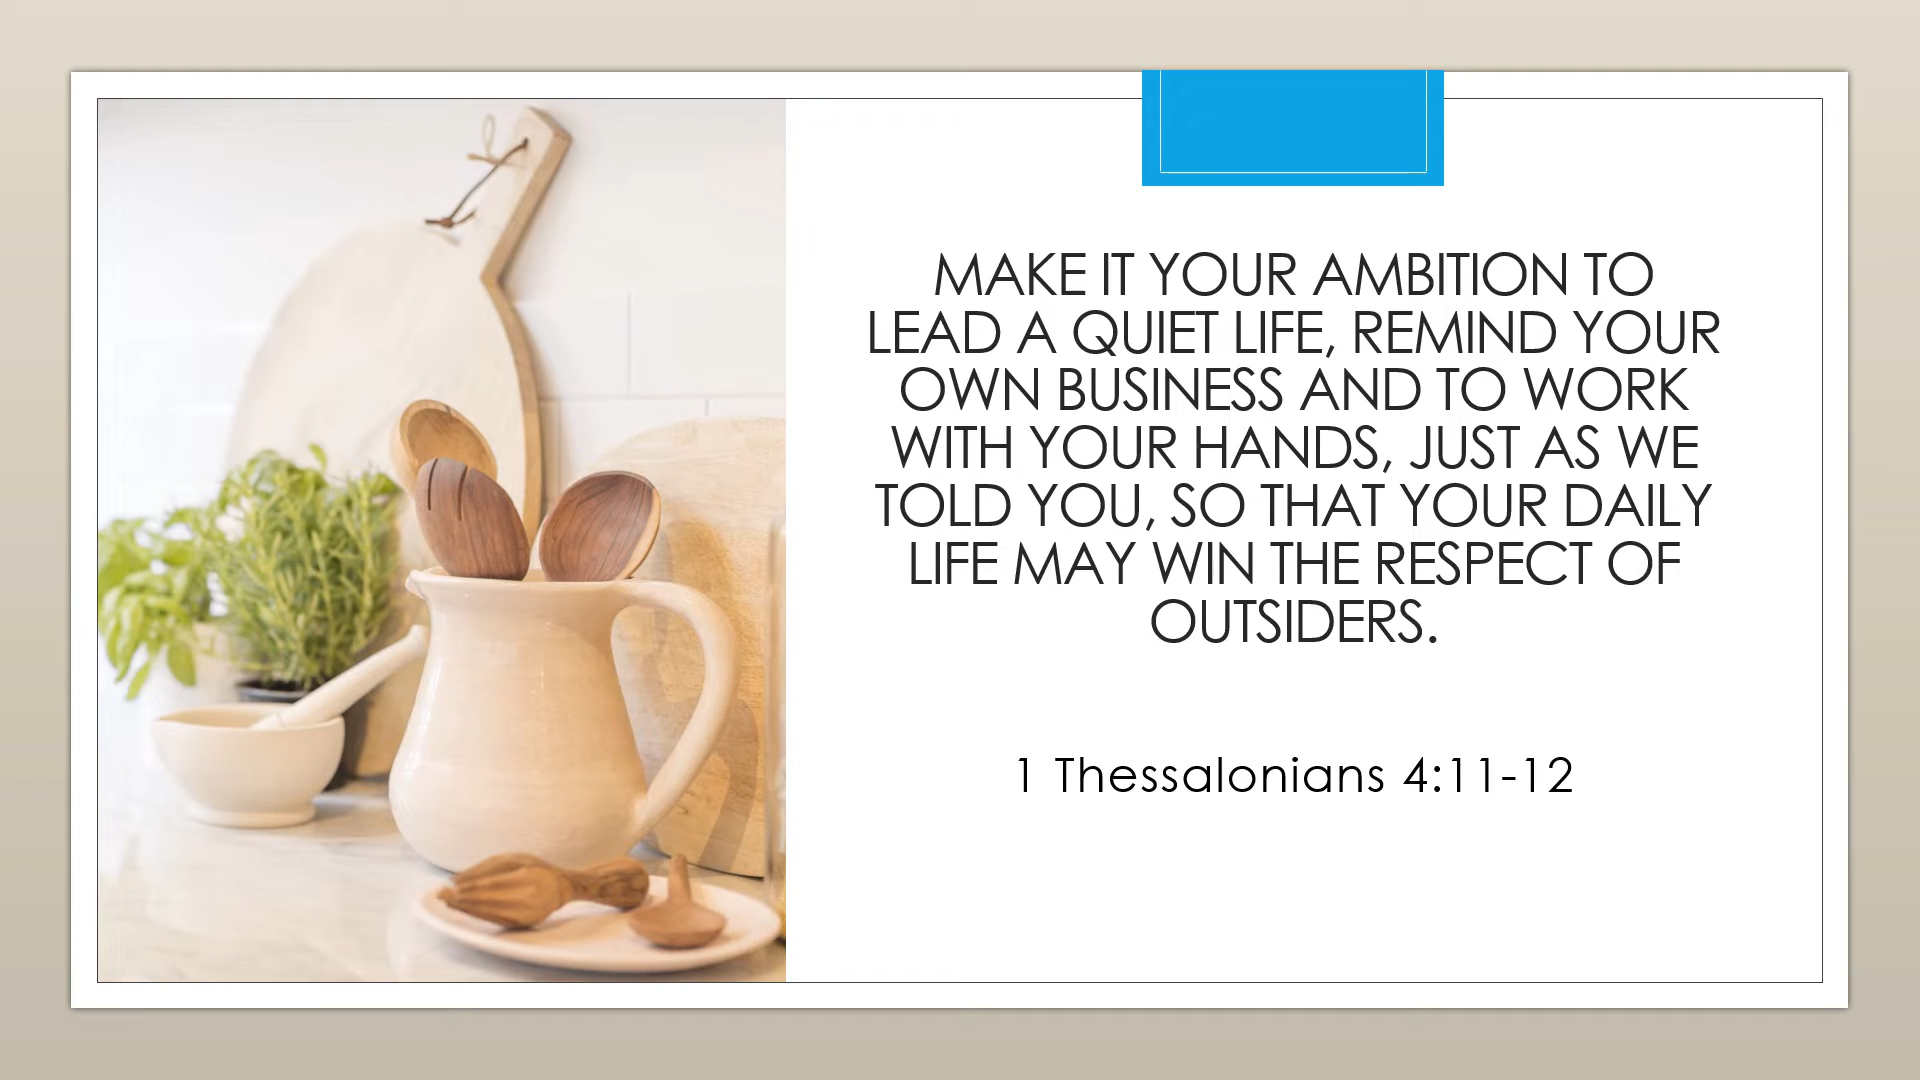 MAKE IT YOUR AMBITION TO
LEAD A QUIET LIFE, REMIND YOUR
OWN BUSINESS AND TO WORK
WITH YOUR HANDS, JUST AS WE
TOLD YOU, SO THAT YOUR DAILY
LIFE MAY WIN THE RESPECT OF
OUTSIDERS.
1 Thessalonians 4:11-12